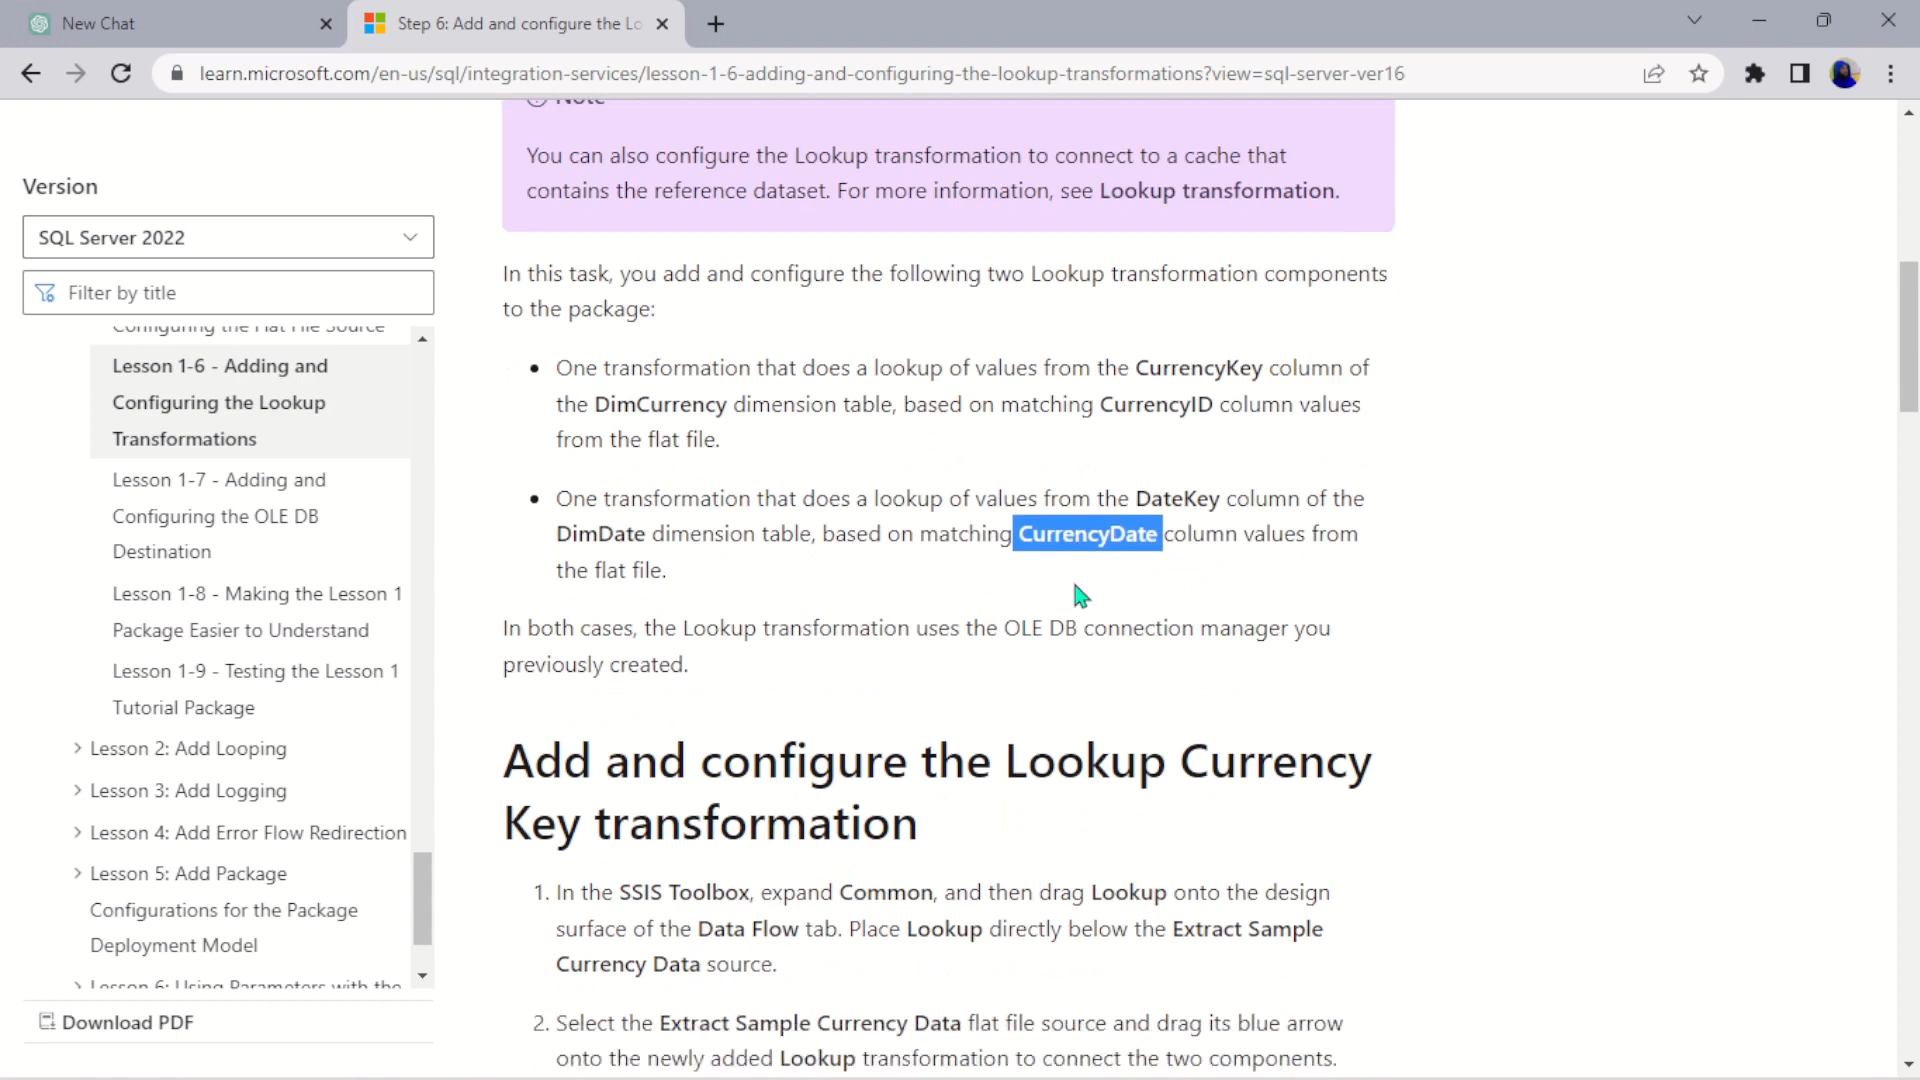 New Chat
Step 6: Add and configure the Lo
learn.microsoft.com/en-us/sql/integration-services/lesson-1-6-adding-and-configuring-the-lookup-transformations?view=sql-server-ver16
Note
You can also configure the Lookup transformation to connect to a cache that
contains the reference dataset. For more information, see Lookup transformation.
Version
SQL Server 2022
Filter by title
Configuring the Flat File Source
Lesson 1-6 - Adding and
Configuring the Lookup
Transformations
Lesson 1-7 - Adding and
Configuring the OLE DB
Destination
Lesson 1-8 - Making the Lesson 1
Package Easier to Understand
Lesson 1-9 - Testing the Lesson 1
Tutorial Package
Lesson 2: Add Looping
Lesson 3: Add Logging
Lesson 4: Add Error Flow Redirection
Lesson 5: Add Package
Configurations for the Package
Deployment Model
Lesson 6: Using Parameters with the
Download PDF
In this task, you add and configure the following two Lookup transformation components
to the package:
• One transformation that does a lookup of values from the CurrencyKey column of
the DimCurrency dimension table, based on matching CurrencyID column values
from the flat file.
• One transformation that does a lookup of values from the DateKey column of the
DimDate dimension table, based on matching CurrencyDate column values from
the flat file.
In both cases, the Lookup transformation uses the OLE DB connection manager you
previously created.
Add and configure the Lookup Currency
Key transformation
1. In the SSIS Toolbox, expand Common, and then drag Lookup onto the design
surface of the Data Flow tab. Place Lookup directly below the Extract Sample
Currency Data source.
2. Select the Extract Sample Currency Data flat file source and drag its blue arrow
onto the newly added Lookup transformation to connect the two components.